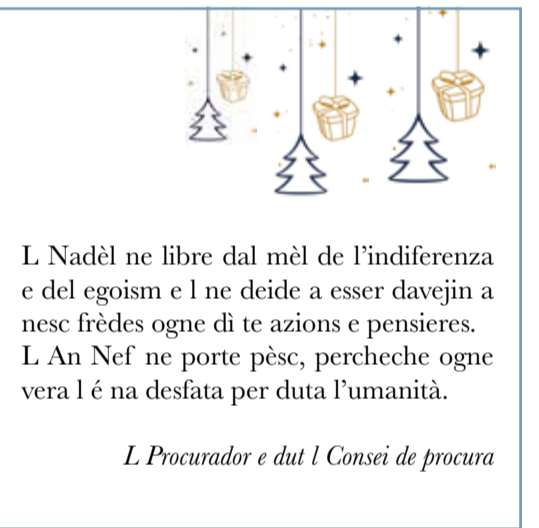 L Nadèl ne libre dal mèl de l’indiferenza
e del egoism e l ne deide a esser davejin a
nesc frèdes ogne dì te azions e pensieres.
L An Nef ne porte pèsc, percheche ogne
vera l é na desfata per duta l’umanità.
L Procurador e dut l Consei de procura